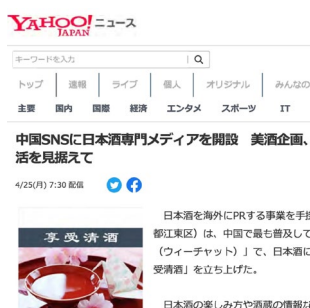 YAHOO!ニュース
JAPAN
キーワードを入力
トップ 速報 ライブ 個人 オリジナル みんなの
主要 国内 国際 経済 エンタメ スポーツ IT
中国SNSに日本酒専門メディアを開設 美酒企画、
活を見据えて
4/25(月) 7:30 配信
日本酒を海外にPRする事業を手掛
都江東区）は、中国で最も普及して
（ウィーチャット）」で、日本酒に
享受清酒
受清酒」を立ち上げた。
日本酒の楽しみ方や酒蔵の情報な